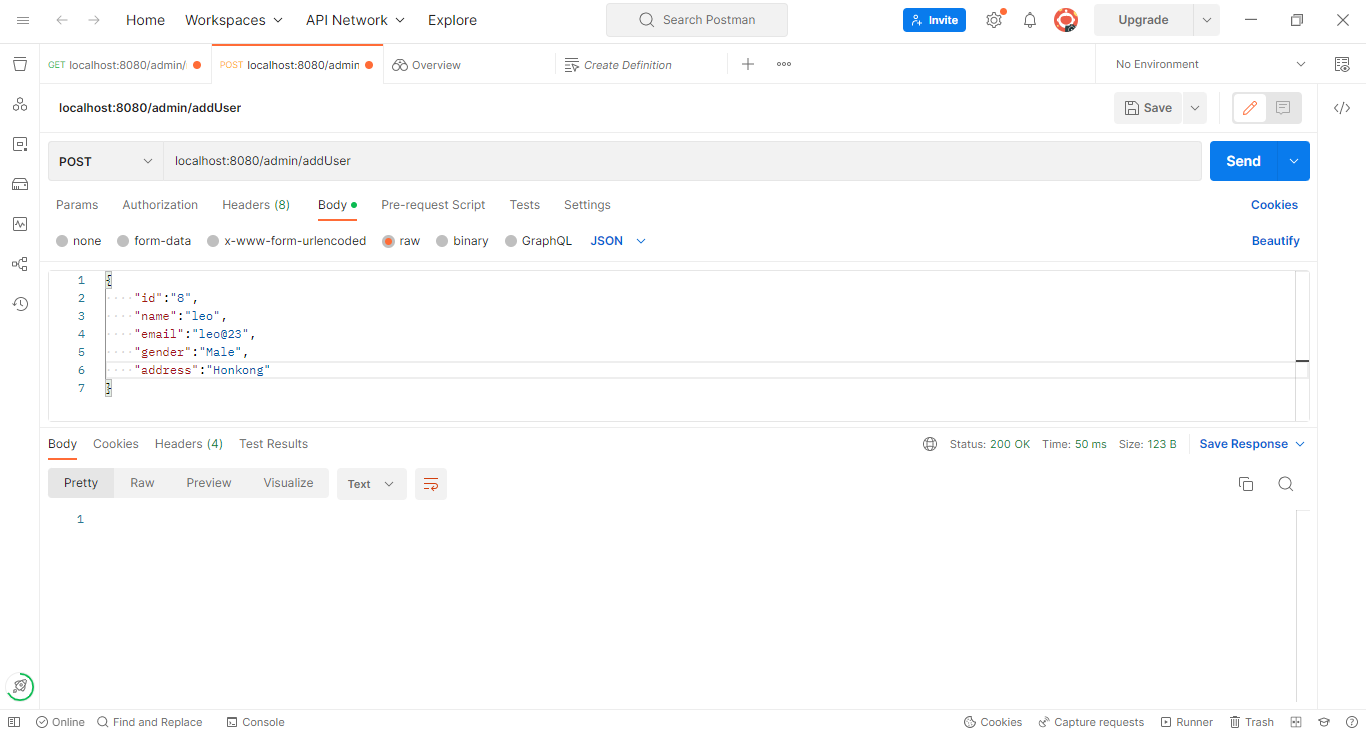 Home Workspaces API Network Explore Search Postman Invite Upgrade
GET localhost:8080/admin/ POST localhost:8080/admin Overview Create Definition No Environment
localhost:8080/admin/addUser Save
POST localhost:8080/admin/addUser Send
Params Authorization Headers (8) Body Pre-request Script Tests Settings Cookies
none form-data x-www-form-urlencoded raw binary GraphQL JSON Beautify
1 {
2 "id":"8",
3 "name":"leo",
4 "email":"leo@23",
5 "gender":"Male",
6 "address":"Honkong"
7 }
Body Cookies Headers (4) Test Results Status: 200 OK Time: 50 ms Size: 123 B Save Response
Pretty Raw Preview Visualize Text
1
Online Find and Replace Console Cookies Capture requests Runner Trash